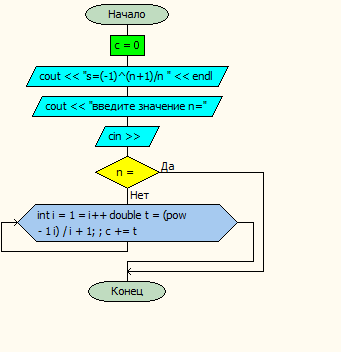 Начало
c = 0
cout << "s=(-1)^(n+1)/n " << endl
cout << "введите значение n="
cin >>
n =
Да
Нет
int i = 1 = i++ double t = (pow
- 1 i) / i + 1; ; c += t
Конец